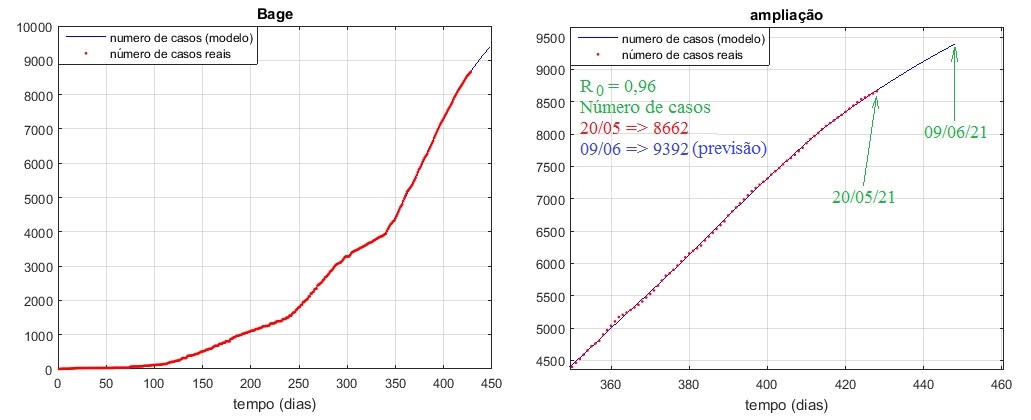 Bage
numero de casos (modelo)
número de casos reais
10000
9000
8000
7000
6000
5000
4000
3000
2000
1000
0
0 50 100 150 200 250 300 350 400 450
tempo (dias)
ampliação
numero de casos (modelo)
número de casos reais
R0 = 0,96
Número de casos
20/05 => 8662
09/06 => 9392 (previsão)
09/06/21
20/05/21
9500
9000
8500
8000
7500
7000
6500
6000
5500
5000
4500
360 380 400 420 440 460
tempo (dias)